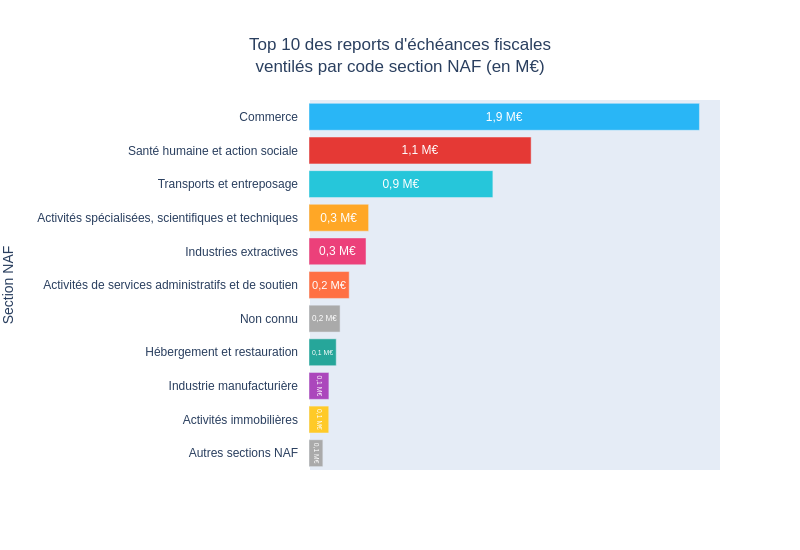 Top 10 des reports d'échéances fiscales
ventilés par code section NAF (en M€)
Section NAF
Commerce 1,9 M€
Santé humaine et action sociale 1,1 M€
Transports et entreposage 0,9 M€
Activités spécialisées, scientifiques et techniques 0,3 M€
Industries extractives 0,3 M€
Activités de services administratifs et de soutien 0,2 M€
Non connu 0,2 M€
Hébergement et restauration 0,1 M€
Industrie manufacturière 0,1 M€
Activités immobilières 0,1 M€
Autres sections NAF 0,1 M€